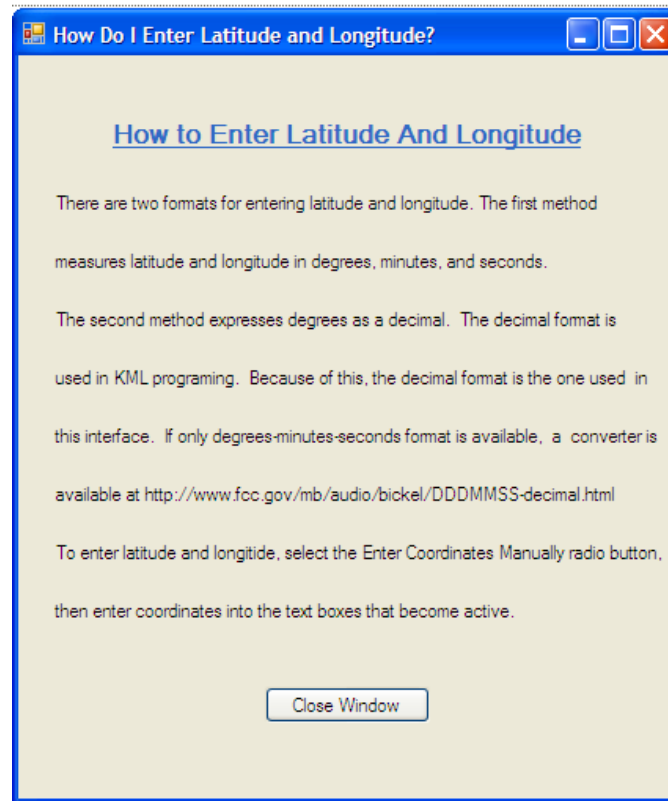 How Do I Enter Latitude and Longitude?
How to Enter Latitude And Longitude
There are two formats for entering latitude and longitude. The first method
measures latitude and longitude in degrees, minutes, and seconds.
The second method expresses degrees as a decimal.  The decimal format is
used in KML programing.  Because of this, the decimal format is the one used  in
this interface.  If only degrees-minutes-seconds format is available,  a  converter is
available at http://www.fcc.gov/mb/audio/bickel/DDDMMSS-decimal.html
To enter latitude and longitide, select the Enter Coordinates Manually radio button,
then enter coordinates into the text boxes that become active.
Close Window